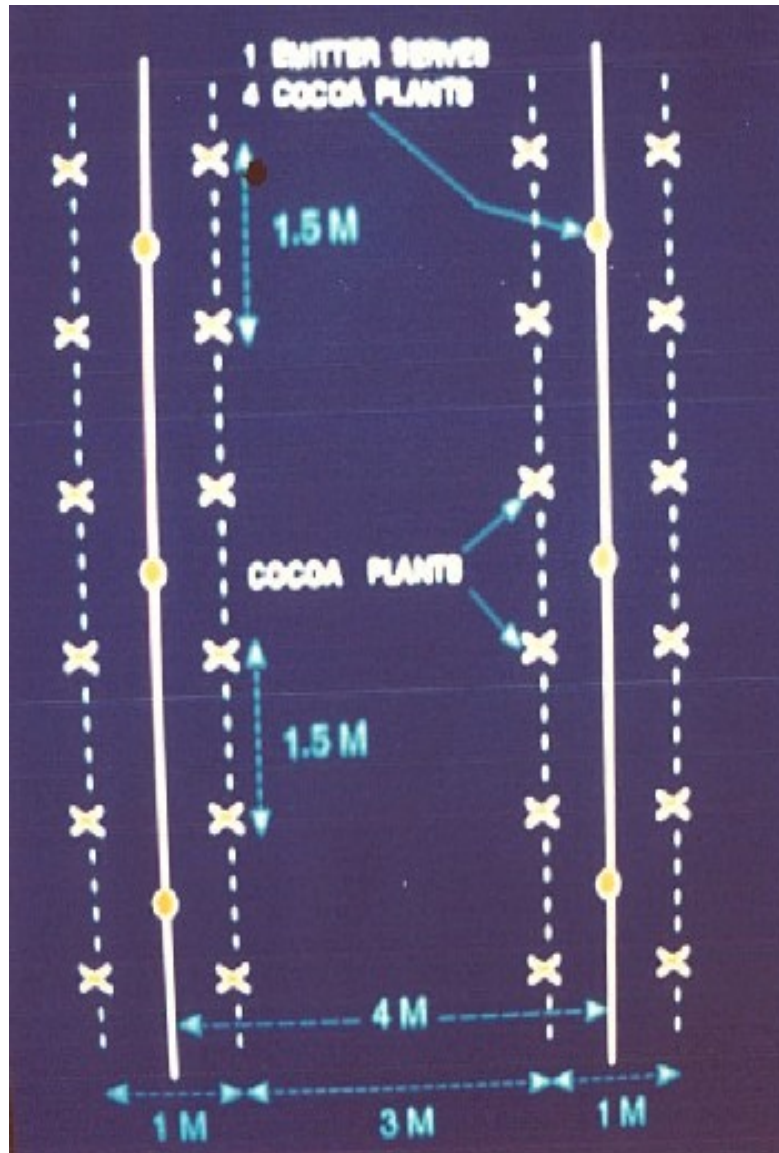 1 EMITTER SERVES
4 COCOA PLANTS
1.5 M
COCOA PLANTS
1.5 M
4 M
1 M
3 M
1 M